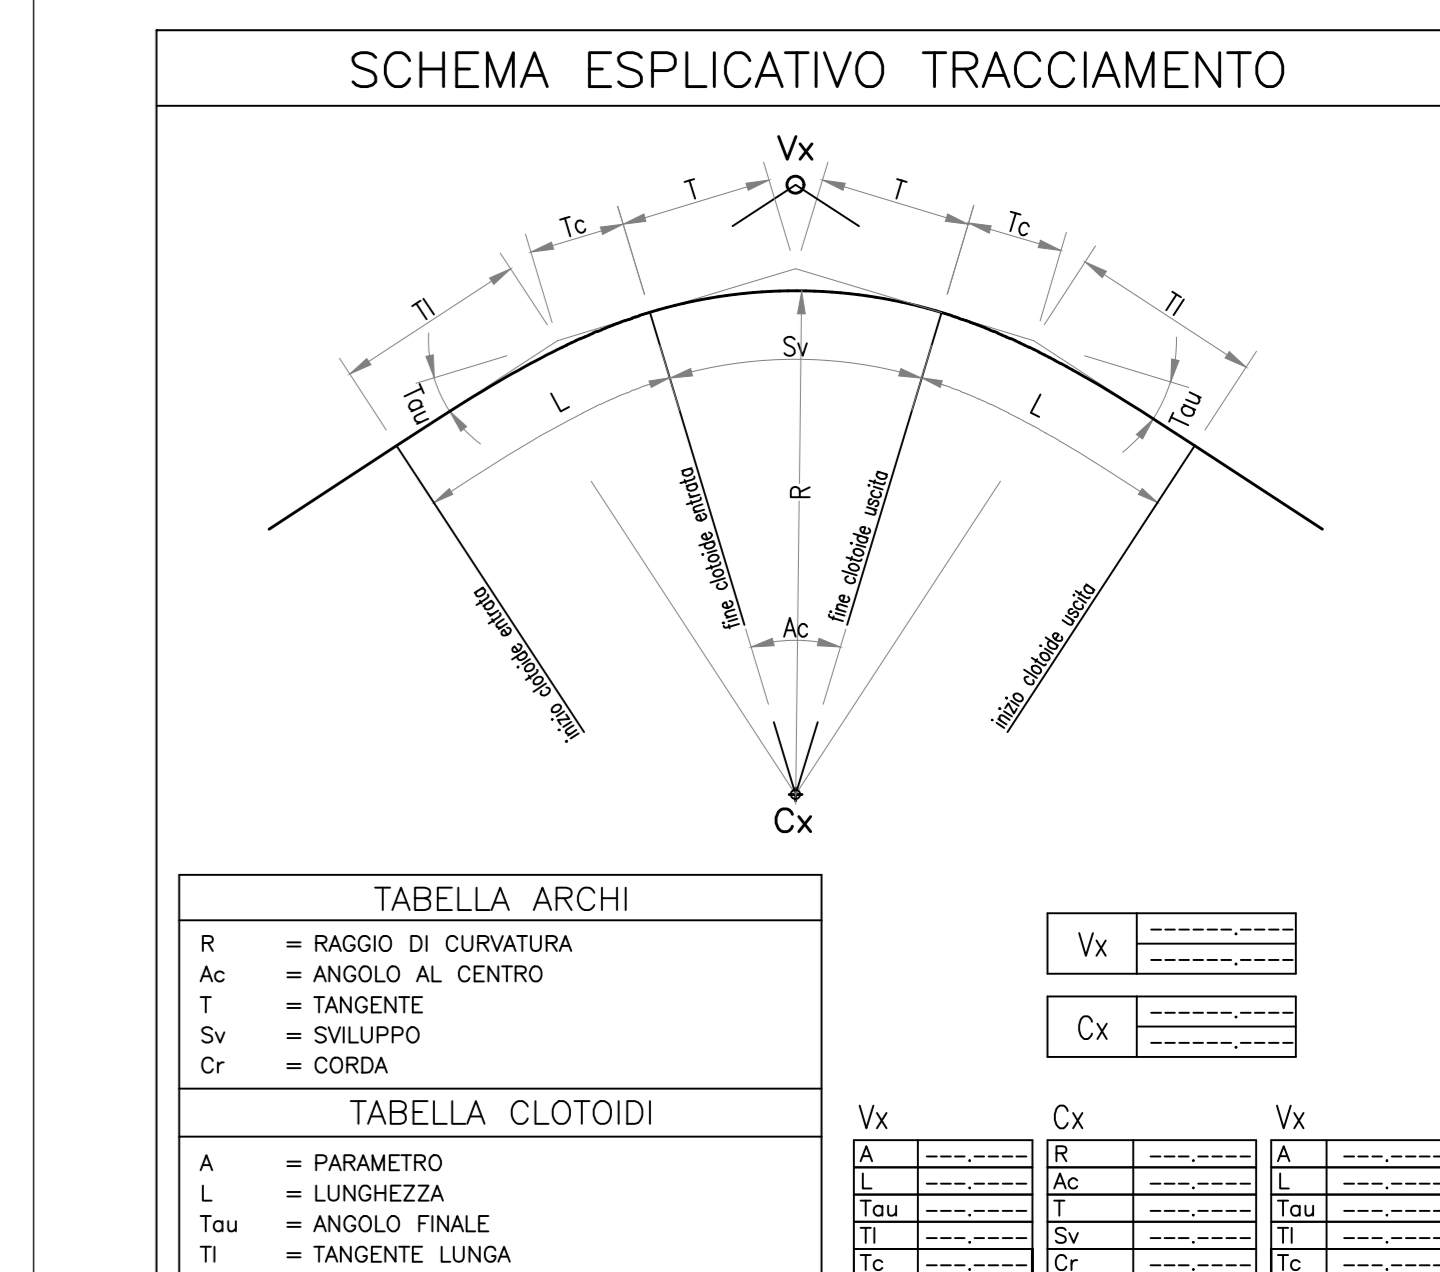 SCHEMA ESPLICATIVO TRACCIAMENTO
Vx
T
T
Tc
Tc
Tl
Tl
Sv
Tau
Tau
L
L
R
fine clotoide entrata
fine clotoide uscita
inizio clotoide entrata
inizio clotoide uscita
Ac
Cx
TABELLA ARCHI
R = RAGGIO DI CURVATURA
Ac = ANGOLO AL CENTRO
T = TANGENTE
Sv = SVILUPPO
Cr = CORDA
TABELLA CLOTOIDI
A = PARAMETRO
L = LUNGHEZZA
Tau = ANGOLO FINALE
Tl = TANGENTE LUNGA
Vx ------.----
------.----
Cx ------.----
------.----
Vx
A ---.----
L ---.----
Tau ---.----
Tl ---.----
Tc ---.----
Cx
R ---.----
Ac ---.----
T ---.----
Sv ---.----
Cr ---.----
Vx
A ---.----
L ---.----
Tau ---.----
Tl ---.----
Tc ---.----